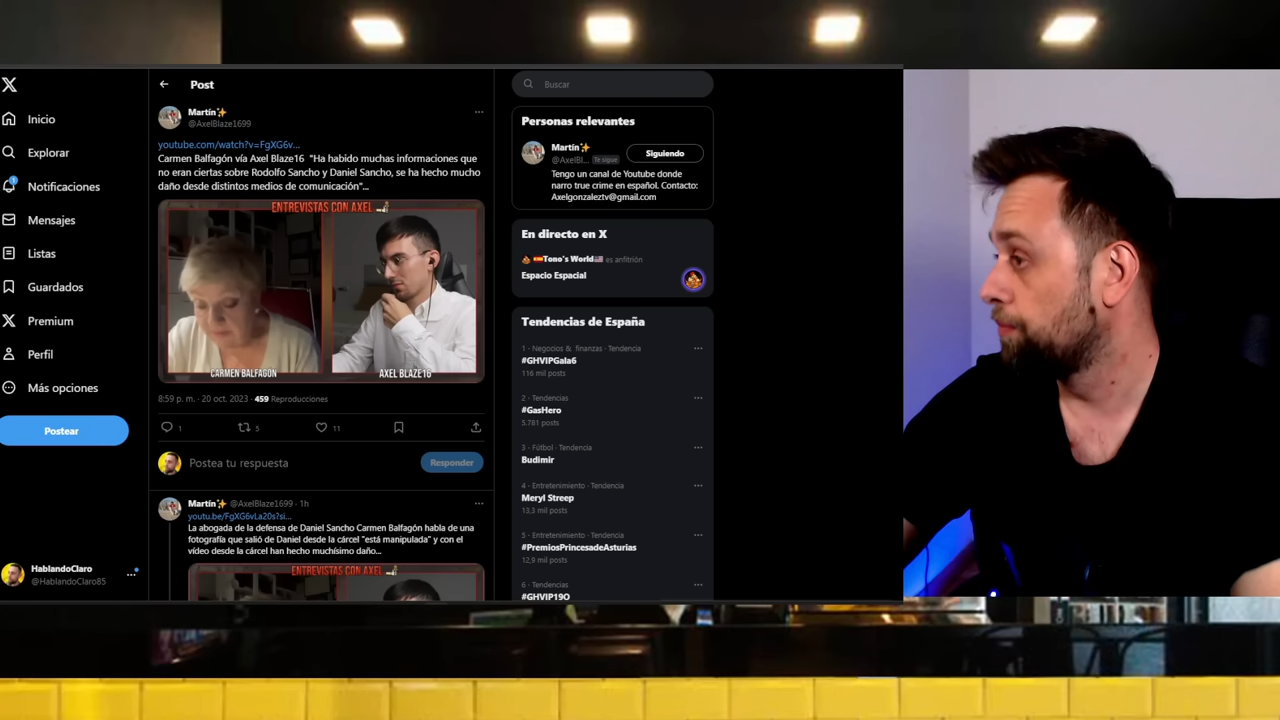 Inicio
Explorar
Notificaciones
Mensajes
Listas
Guardados
Premium
Perfil
Más opciones
Postear
HablandoClaro
@HablandoClaro85
Post
Martín
@AxelBlaze1699
youtube.com/watch?v=FgXG6v...
Carmen Balfagón vía Axel Blaze16 "Ha habido muchas informaciones que
no eran ciertas sobre Rodolfo Sancho y Daniel Sancho, se ha hecho mucho
daño desde distintos medios de comunicación"...
ENTREVISTAS CON AXEL
CARMEN BALFAGON
AXEL BLAZE16
8:59 p. m. · 20 oct. 2023 · 459 Reproducciones
1
5
11
Postea tu respuesta
Responder
Martín @AxelBlaze1699 · 1h
youtu.be/FgXG6vLa20s?si...
La abogada de la defensa de Daniel Sancho Carmen Balfagón habla de una
fotografía que salió de Daniel desde la cárcel "está manipulada" y con el
vídeo desde la cárcel han hecho muchísimo daño...
ENTREVISTAS CON AXEL
Buscar
Personas relevantes
Martín
@AxelBl... Te sigue
Siguiendo
Tengo un canal de Youtube donde
narro true crime en español. Contacto:
Axelgonzaleztv@gmail.com
En directo en X
Tono's World es anfitrión
Espacio Espacial
Tendencias de España
1 · Negocios & finanzas · Tendencia
#GHVIPGala6
116 mil posts
2 · Tendencias
#GasHero
5.781 posts
3 · Fútbol · Tendencia
Budimir
4 · Entretenimiento · Tendencia
Meryl Streep
13,3 mil posts
5 · Entretenimiento · Tendencia
#PremiosPrincesadeAsturias
12,9 mil posts
6 · Tendencias
#GHVIP19O